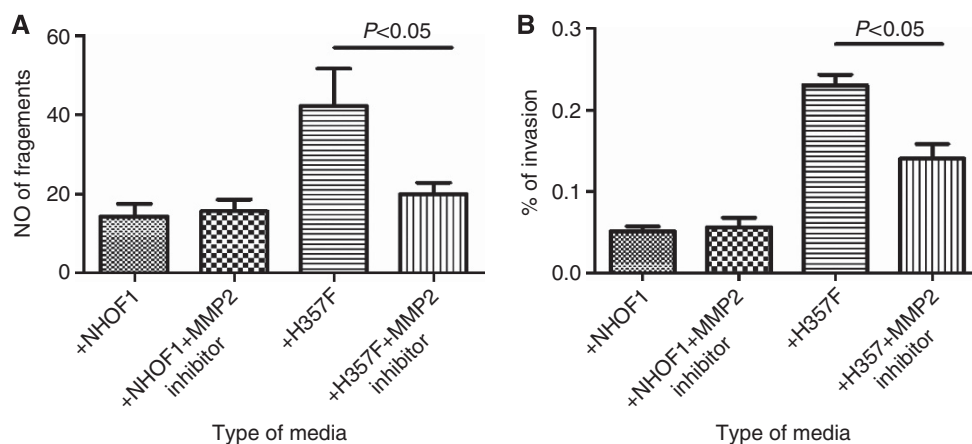 A
NO of fragements
60
40
20
0
P<0.05
+NHOF1
+NHOF1+MMP2
inhibitor
+H357F
+H357F+MMP2
inhibitor
Type of media
B
% of invasion
0.3
0.2
0.1
0.0
P<0.05
+NHOF1
+NHOF1+MMP2
inhibitor
+H357F
+H357+MMP2
inhibitor
Type of media